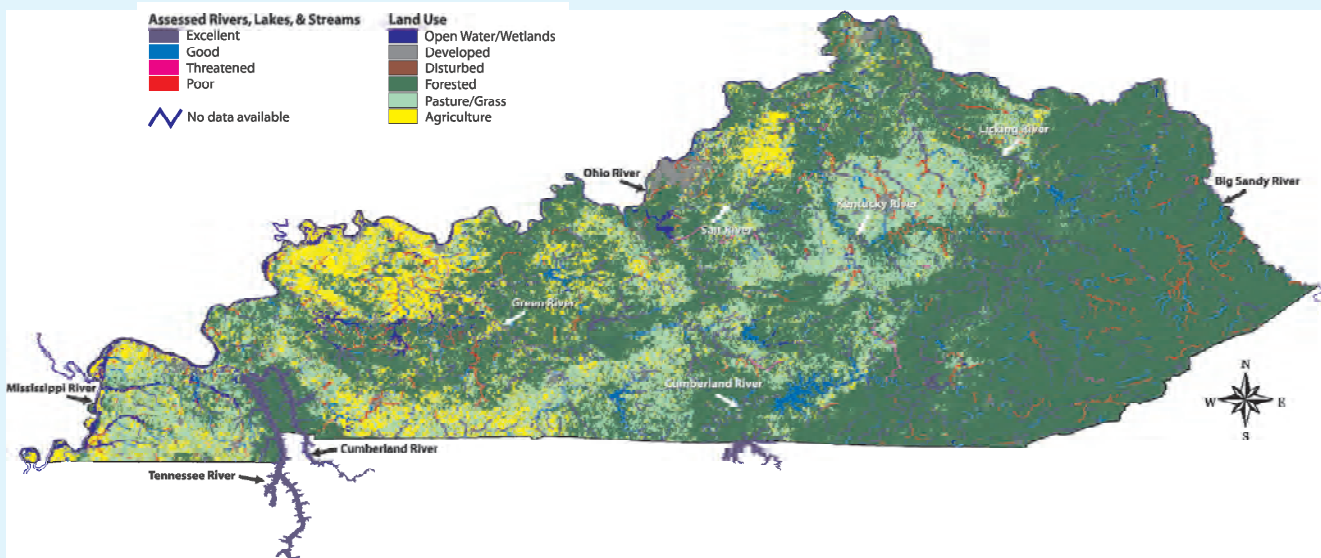 Assessed Rivers, Lakes, & Streams
Excellent
Good
Threatened
Poor
No data available
Land Use
Open Water/Wetlands
Developed
Disturbed
Forested
Pasture/Grass
Agriculture
Licking River
Ohio River
Big Sandy River
Kentucky River
Salt River
Green River
Mississippi River
Cumberland River
Cumberland River
Tennessee River
N
W E
S